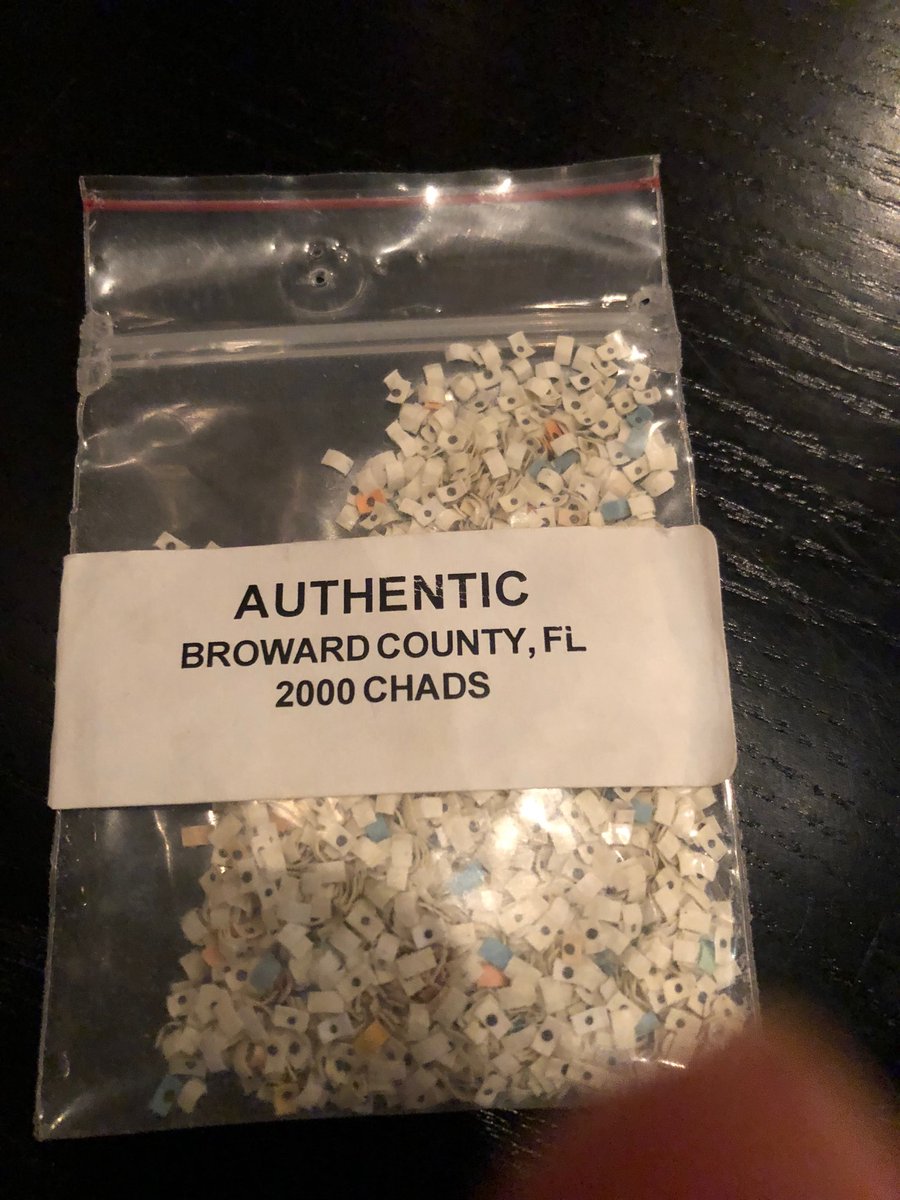 AUTHENTIC
BROWARD COUNTY, FL
2000 CHADS